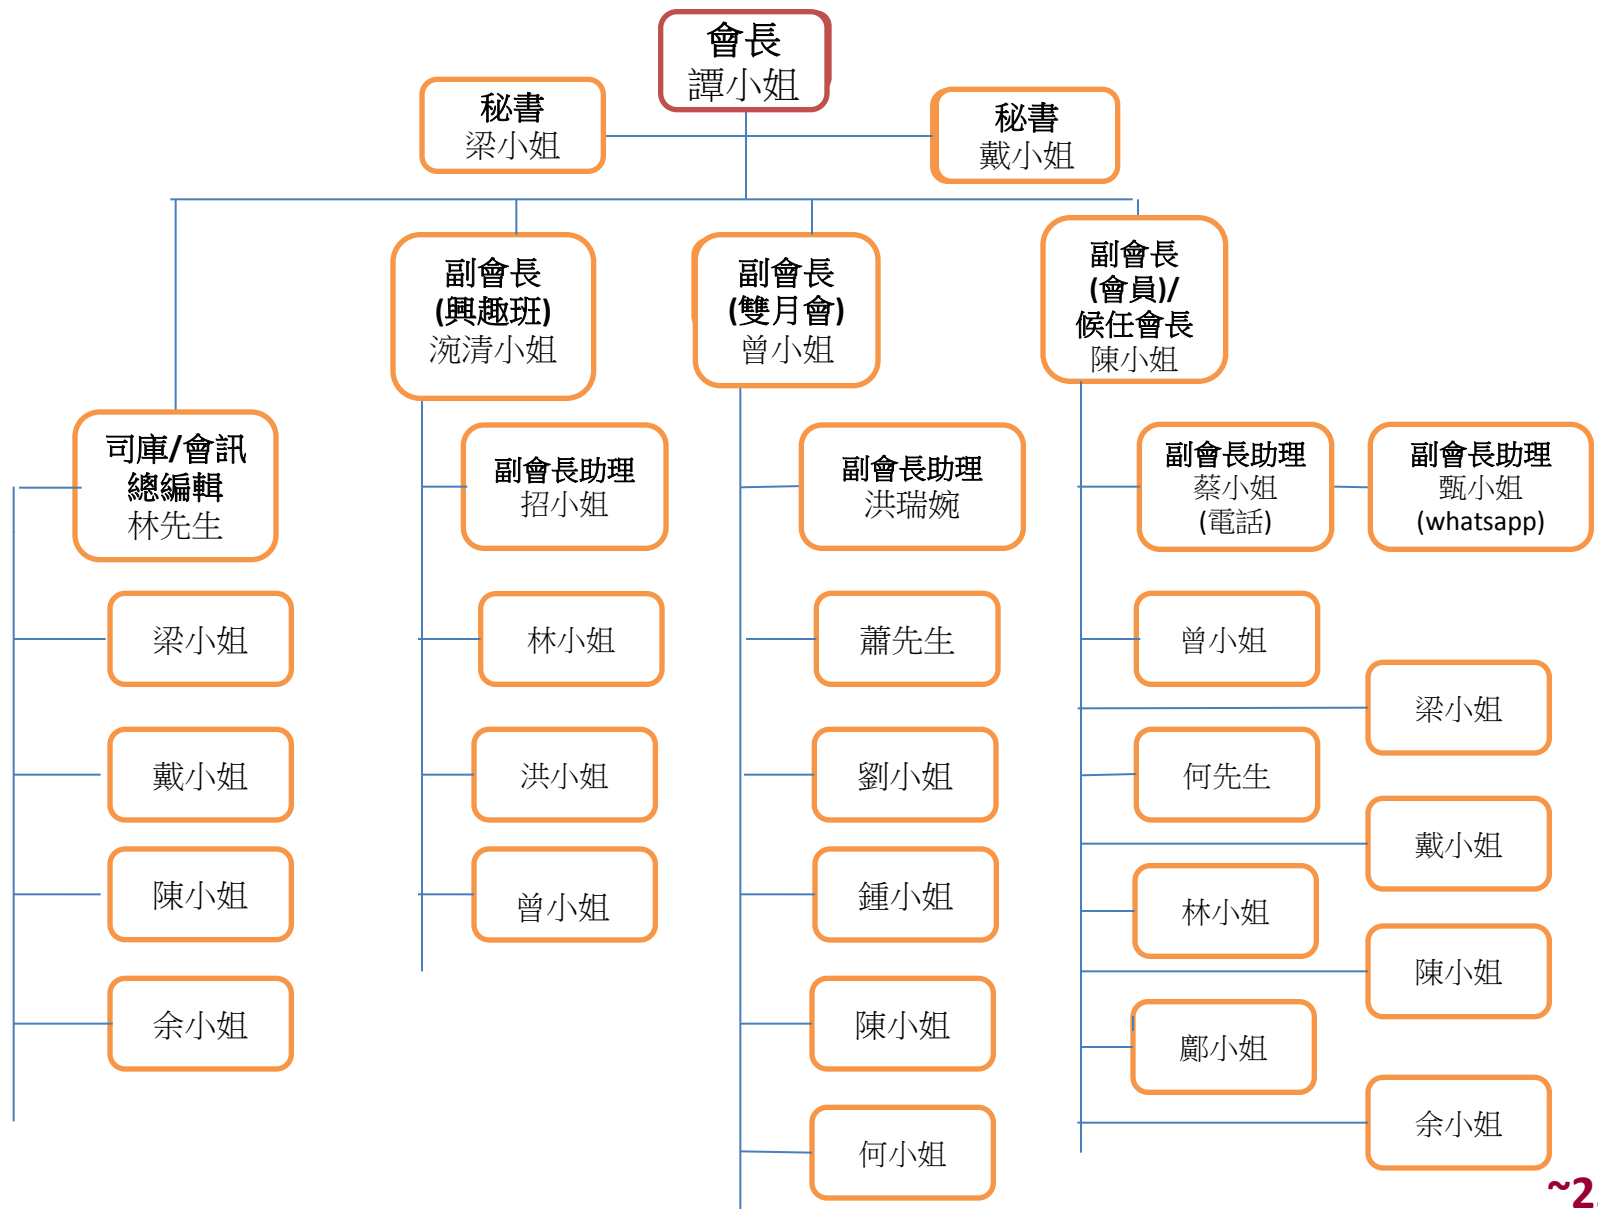 會長
譚小姐
秘書
梁小姐
秘書
戴小姐
副會長
(興趣班)
涴清小姐
副會長
(雙月會)
曾小姐
副會長
(會員)/
候任會長
陳小姐
司庫/會訊
總編輯
林先生
副會長助理
招小姐
副會長助理
洪瑞婉
副會長助理
蔡小姐
(電話)
副會長助理
甄小姐
(whatsapp)
梁小姐
林小姐
蕭先生
曾小姐
梁小姐
戴小姐
洪小姐
劉小姐
何先生
戴小姐
陳小姐
曾小姐
鍾小姐
林小姐
陳小姐
余小姐
陳小姐
鄺小姐
余小姐
何小姐
~2